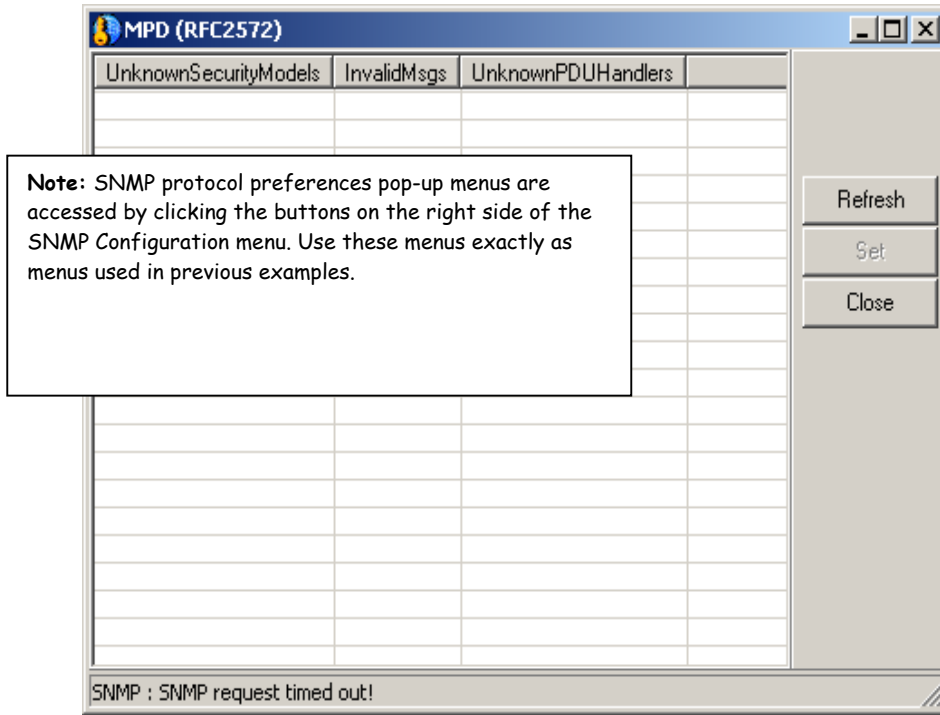 MPD (RFC2572)
UnknownSecurityModels InvalidMsgs UnknownPDUHandlers
Note: SNMP protocol preferences pop-up menus are
accessed by clicking the buttons on the right side of the
SNMP Configuration menu. Use these menus exactly as
menus used in previous examples.
Refresh
Set
Close
SNMP : SNMP request timed out!